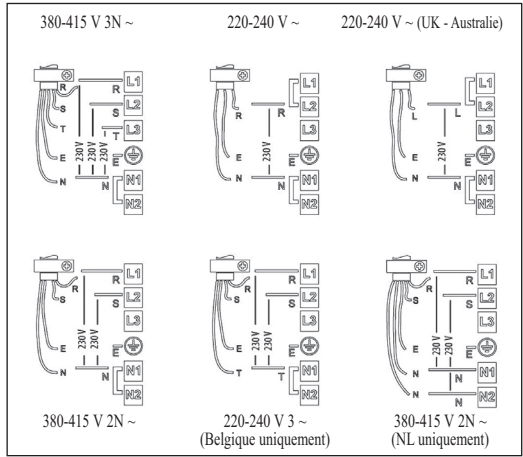 380-415 V 3N ~
220-240 V ~
220-240 V ~ (UK - Australie)
R
S
T
E
N
R
S
T
E
N
230 V
230 V
230 V
L1
L2
L3
N1
N2
R
E
N
R
E
N
230 V
L1
L2
L3
N1
N2
L
E
N
L
E
N
230 V
L1
L2
L3
N1
N2
R
S
E
N
R
S
E
N
230 V
230 V
L1
L2
L3
N1
N2
R
S
E
T
R
S
E
T
230 V
230 V
L1
L2
L3
N1
N2
R
S
E
N
N
R
S
E
N
N
230 V
230 V
L1
L2
L3
N1
N2
380-415 V 2N ~
220-240 V 3 ~
(Belgique uniquement)
380-415 V 2N ~
(NL uniquement)